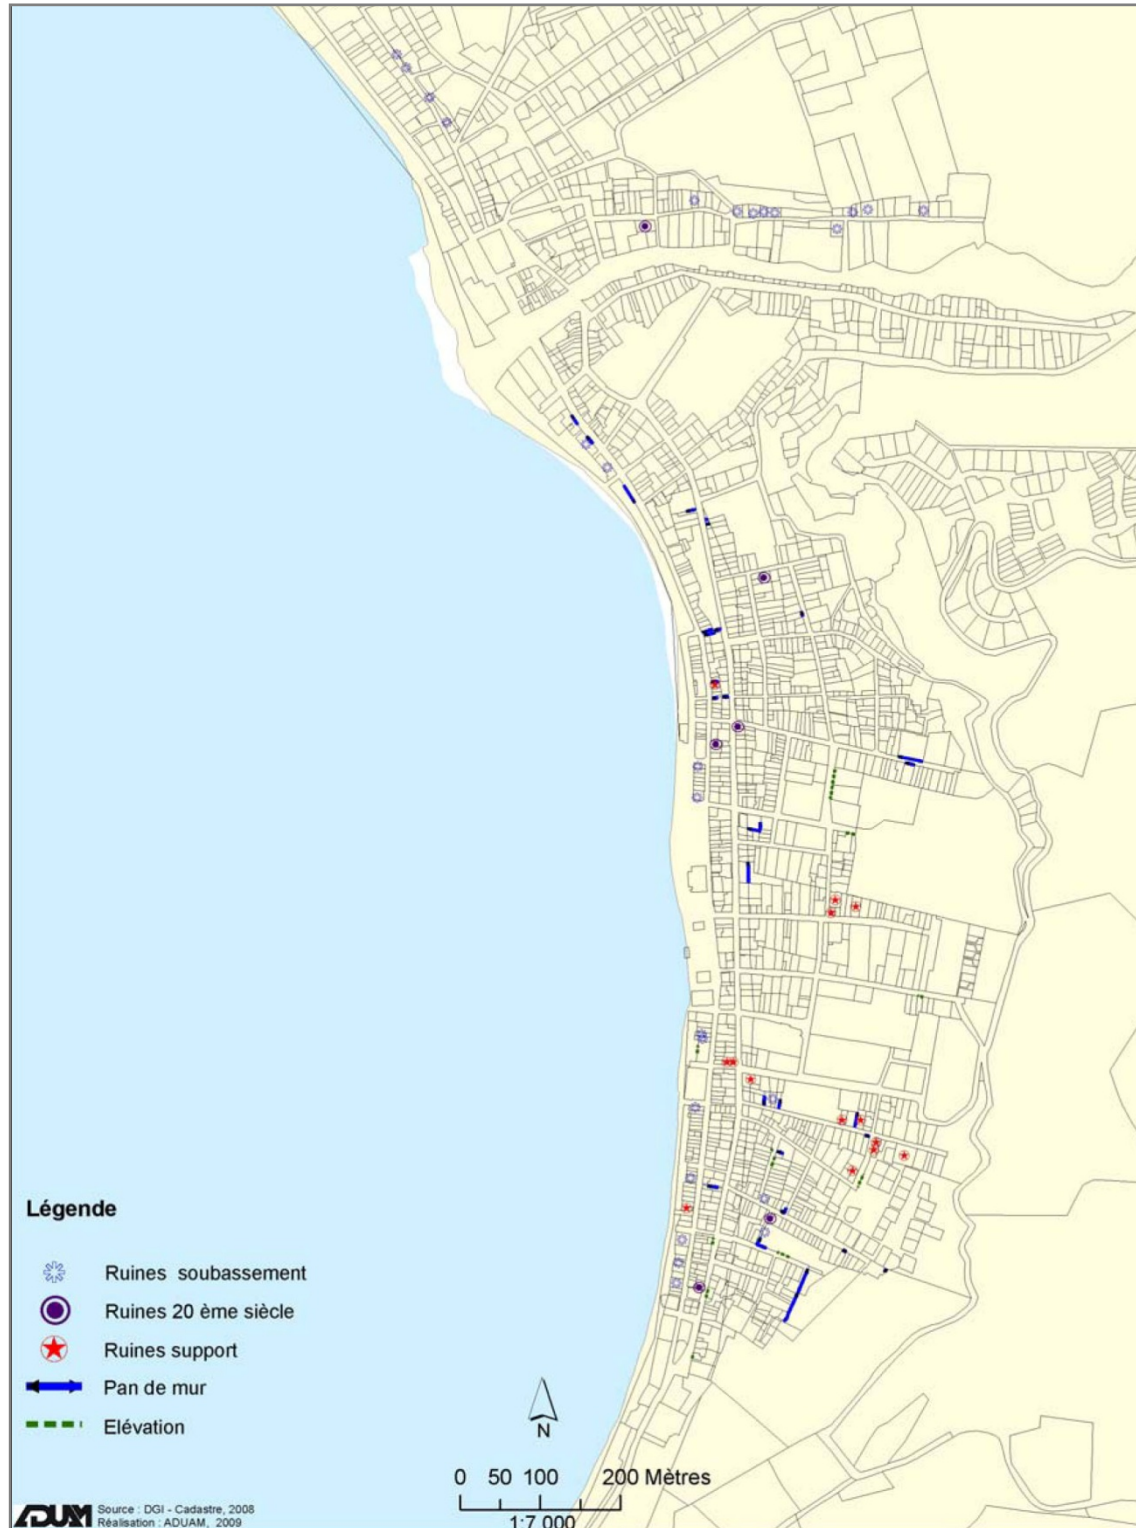 Légende
Ruines soubassement
Ruines 20 ème siècle
Ruines support
Pan de mur
Elévation
N
0 50 100 200 Mètres
1:7 000
ADUAM
Source : DGI - Cadastre, 2008
Réalisation : ADUAM, 2009